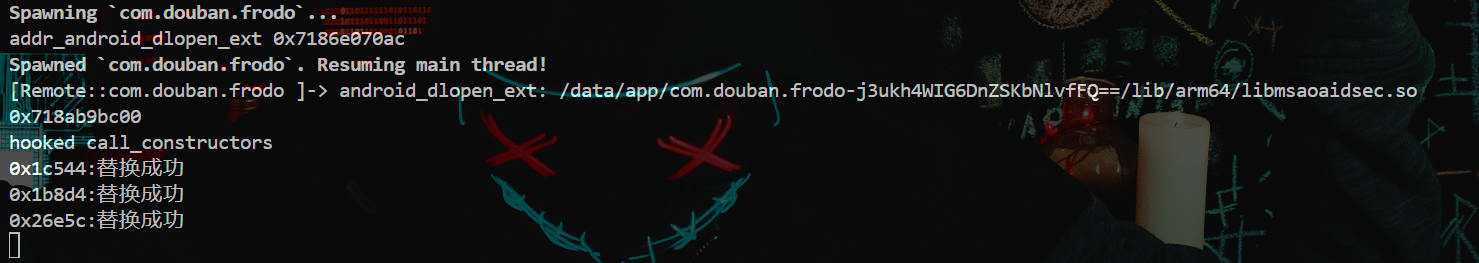 Spawning `com.douban.frodo`...
addr_android_dlopen_ext 0x7186e070ac
Spawned `com.douban.frodo`. Resuming main thread!
[Remote::com.douban.frodo ]-> android_dlopen_ext: /data/app/com.douban.frodo-j3ukh4WIG6DnZSKbNlvfFQ==/lib/arm64/libmsaoaidsec.so
0x718ab9bc00
hooked call_constructors
0x1c544:替换成功
0x1b8d4:替换成功
0x26e5c:替换成功